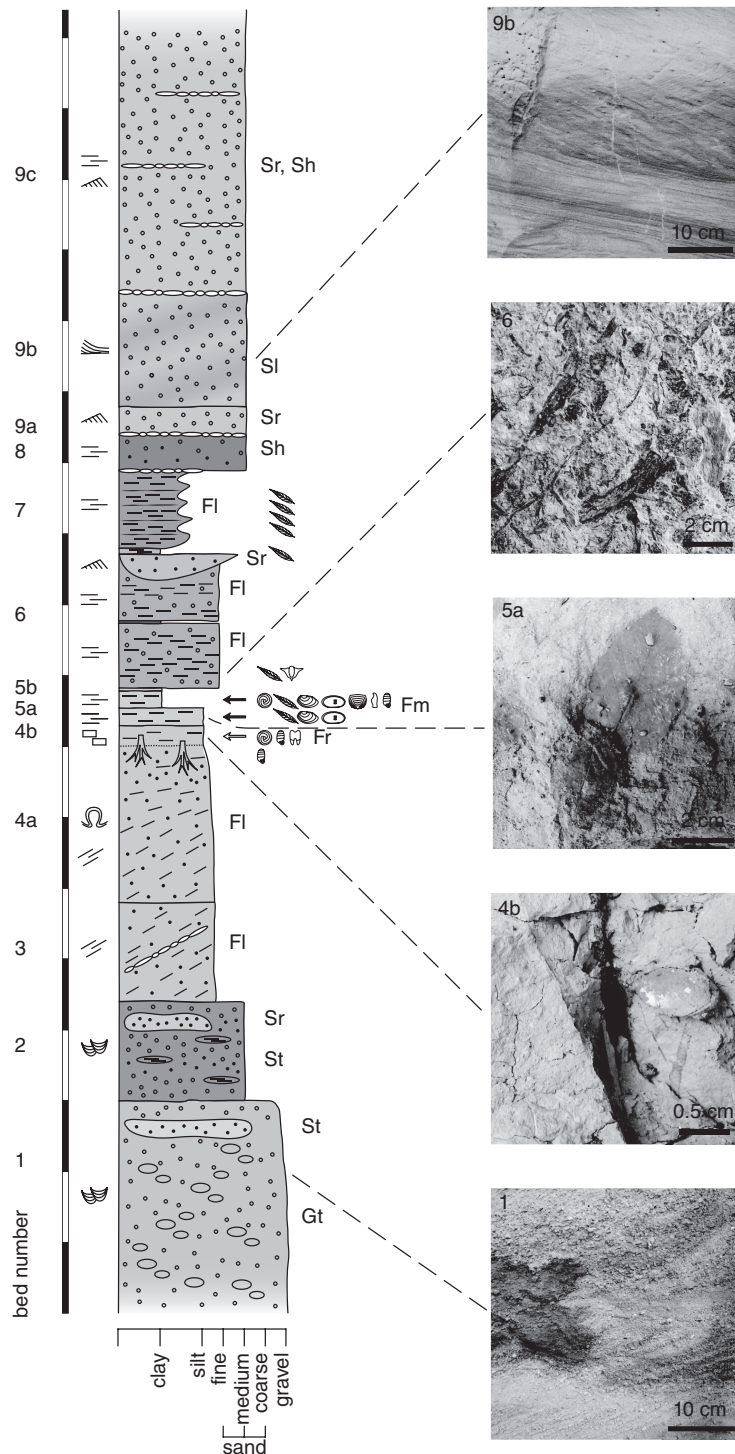 9b
10 cm
9c
Sr, Sh
9b
Sl
6
2 cm
9a
Sr
8
Sh
7
Fl
Sr
Fl
6
Fl
5a
2 cm
5b
5a
Fm
4b
Fr
4a
Fl
4b
0.5 cm
3
Fl
2
Sr
St
1
St
Gt
1
10 cm
bed number
clay
silt
fine
medium
coarse
gravel
sand